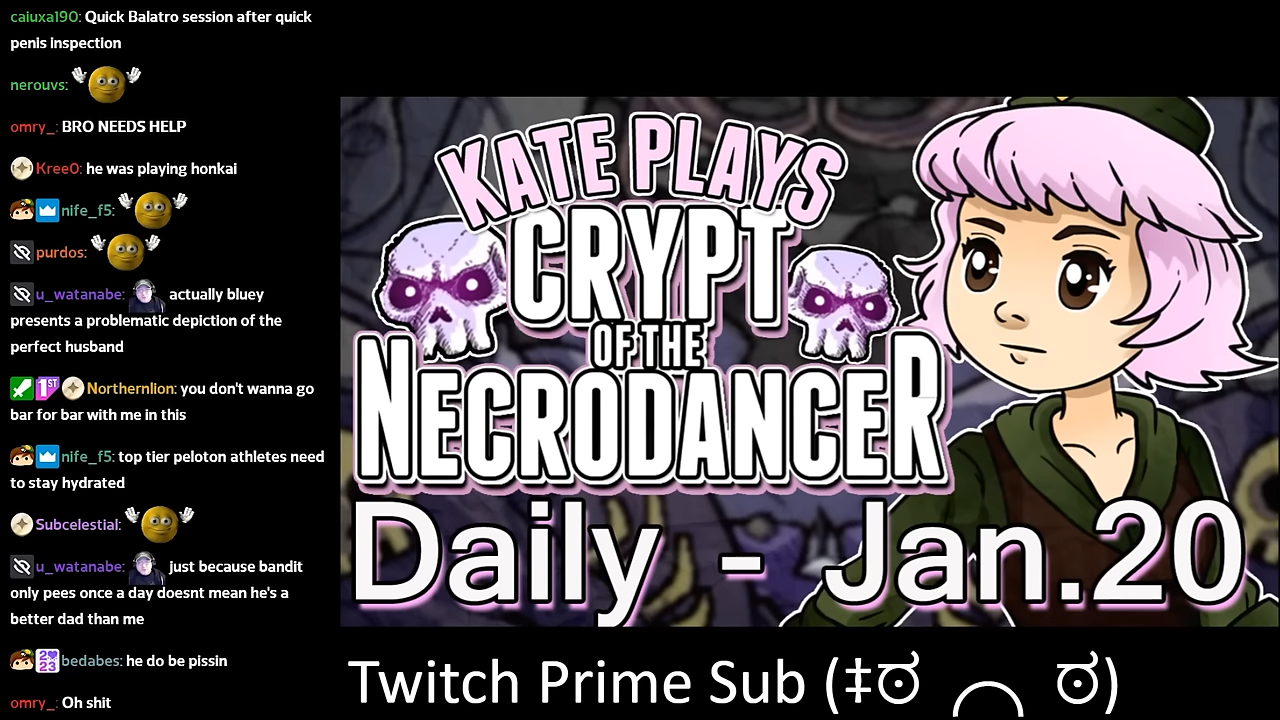 caiuxa190: Quick Balatro session after quick
penis inspection
nerouvs:
omry_: BRO NEEDS HELP
Kree0: he was playing honkai
nife_f5:
purdos:
u_watanabe: actually bluey
presents a problematic depiction of the
perfect husband
1ST Northernlion: you don't wanna go
bar for bar with me in this
nife_f5: top tier peloton athletes need
to stay hydrated
Subcelestial:
u_watanabe: just because bandit
only pees once a day doesnt mean he's a
better dad than me
2023 bedabes: he do be pissin
omry_: Oh shit
KATE PLAYS
CRYPT
OF THE
NECRODANCER
Daily - Jan.20
Twitch Prime Sub (‡ಠ ╭╮ ಠ)